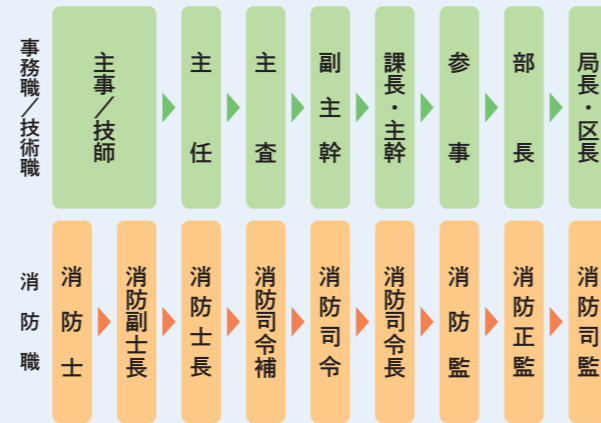 事務職／技術職
主事／技師
主任
主査
副主幹
課長・主幹
参事
部長
局長・区長
消防職
消防士
消防副士長
消防士長
消防司令補
消防司令
消防司令長
消防監
消防正監
消防司監